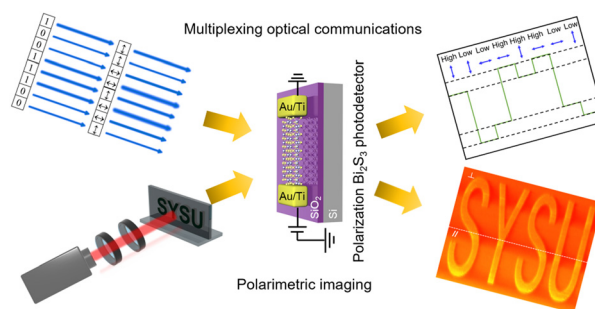 Multiplexing optical communications
1
0
0
1
1
1
0
0
Au/Ti
Au/Ti
SiO₂
Si
Polarization Bi₂S₃ photodetector
High Low Low High High High Low Low
SYSU
⊥
//
SYSU
Polarimetric imaging